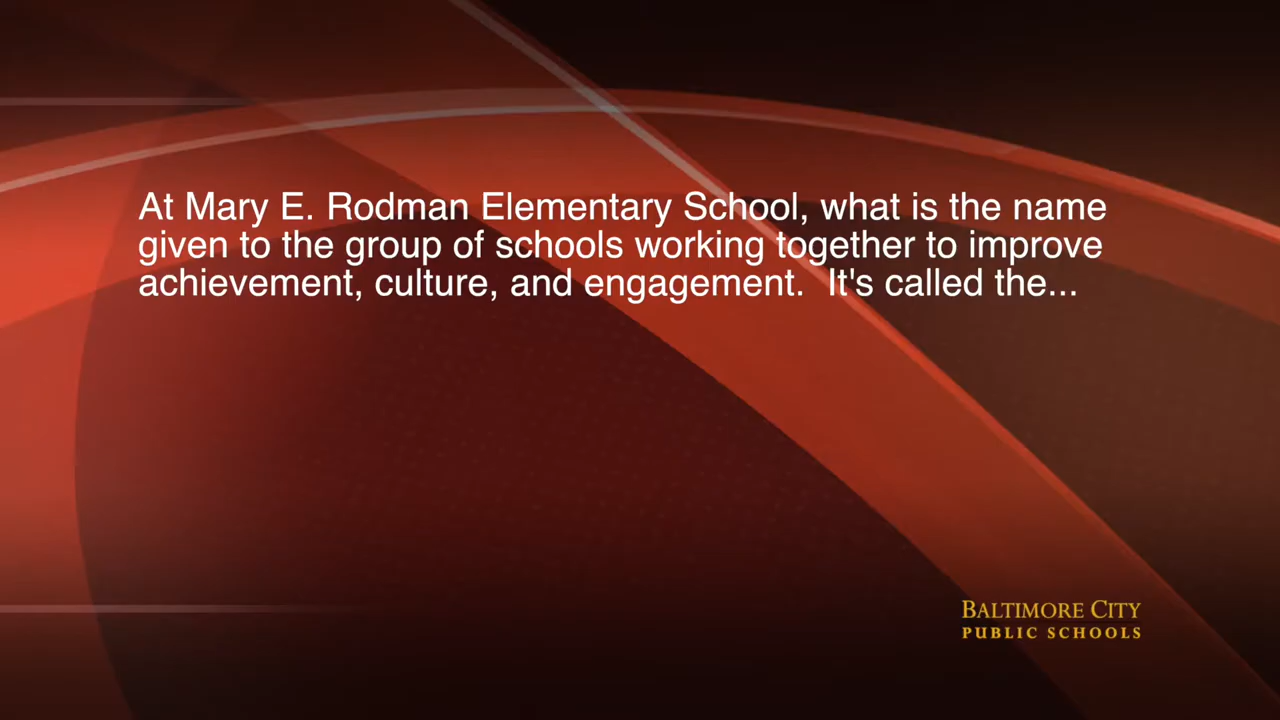 At Mary E. Rodman Elementary School, what is the name
given to the group of schools working together to improve
achievement, culture, and engagement.  It's called the...
BALTIMORE CITY
PUBLIC SCHOOLS